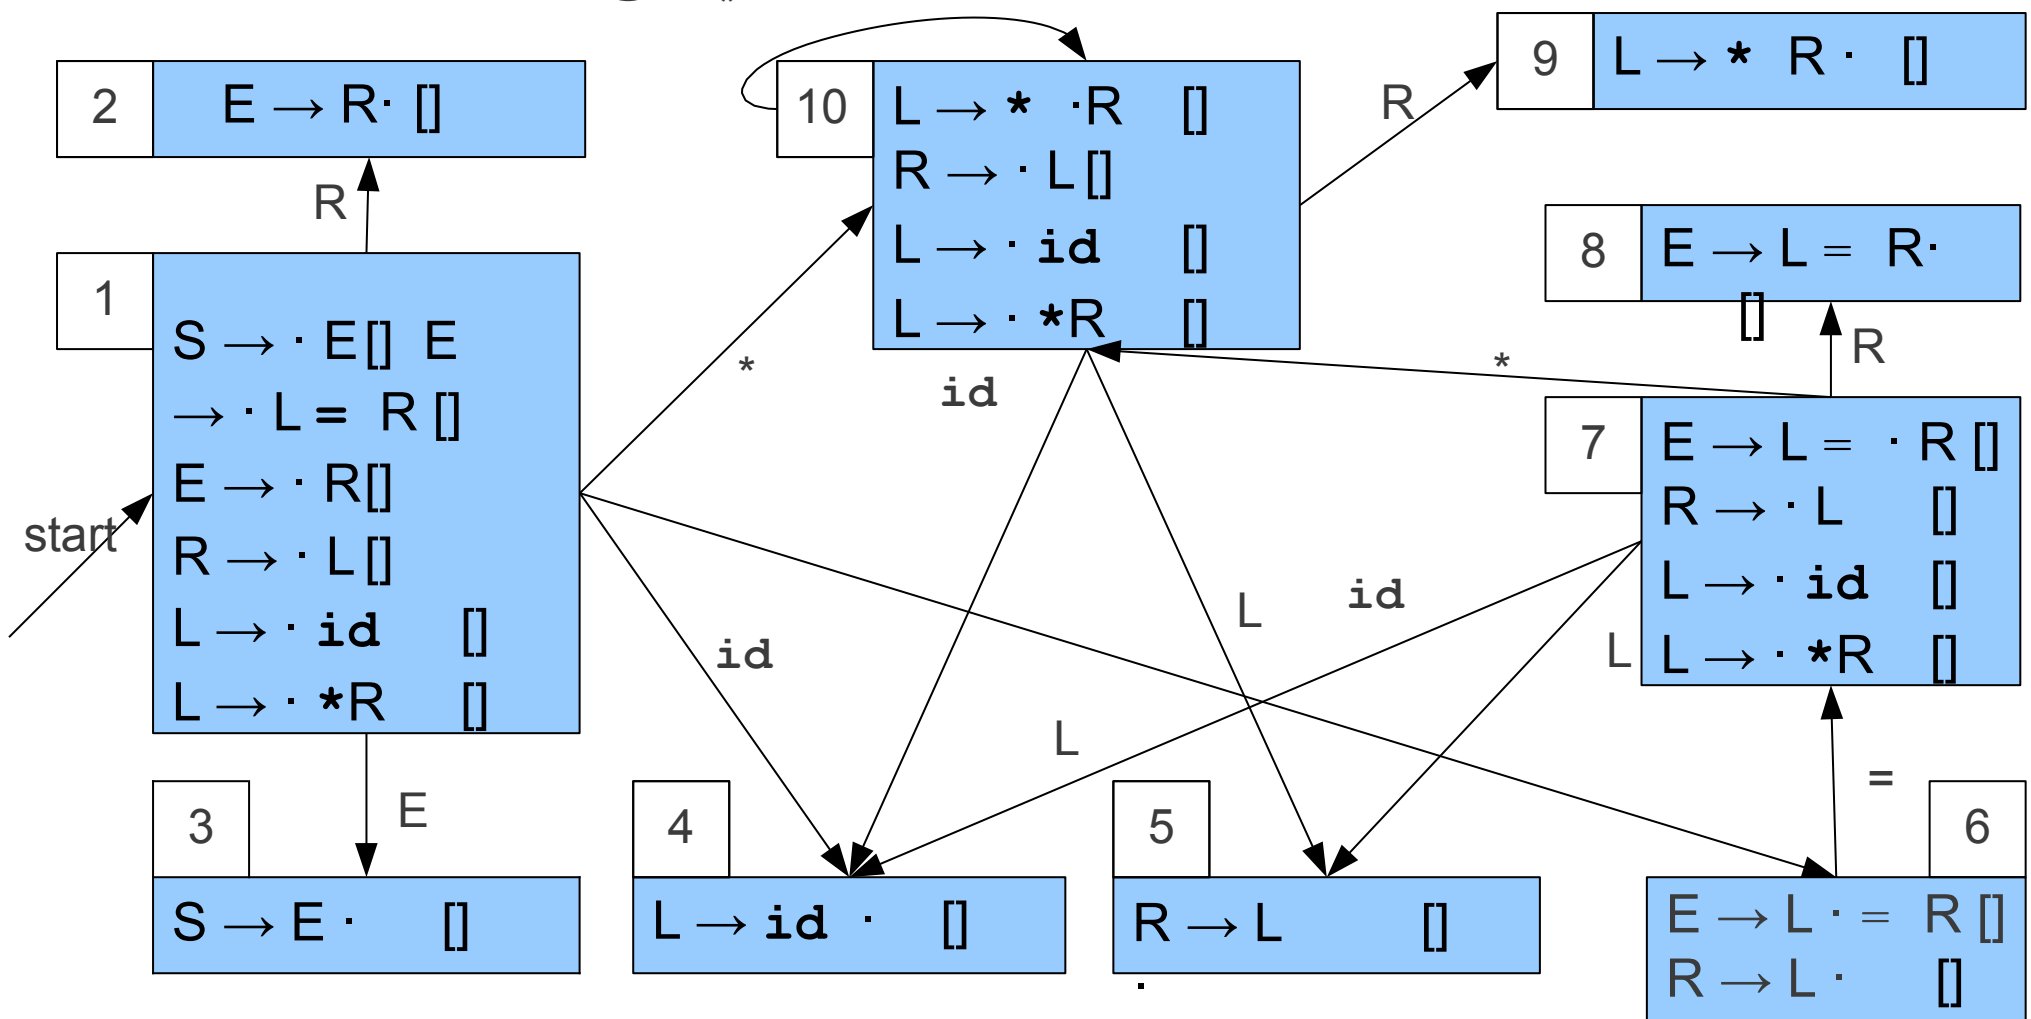 2
E → R· []
R
1
S → · E[] E
→ · L = R []
E → · R[]
R → · L[]
L → · id []
L → · *R []
start
E
3
S → E · []
10
L → * ·R []
R → · L[]
L → · id []
L → · *R []
*
id
id
L
L
4
L → id · []
5
R → L []
·
R
9
L → * R · []
8
E → L = R·
[]
R
*
7
E → L = · R []
R → · L []
L → · id []
L → · *R []
id
L
=
6
E → L · = R []
R → L · []